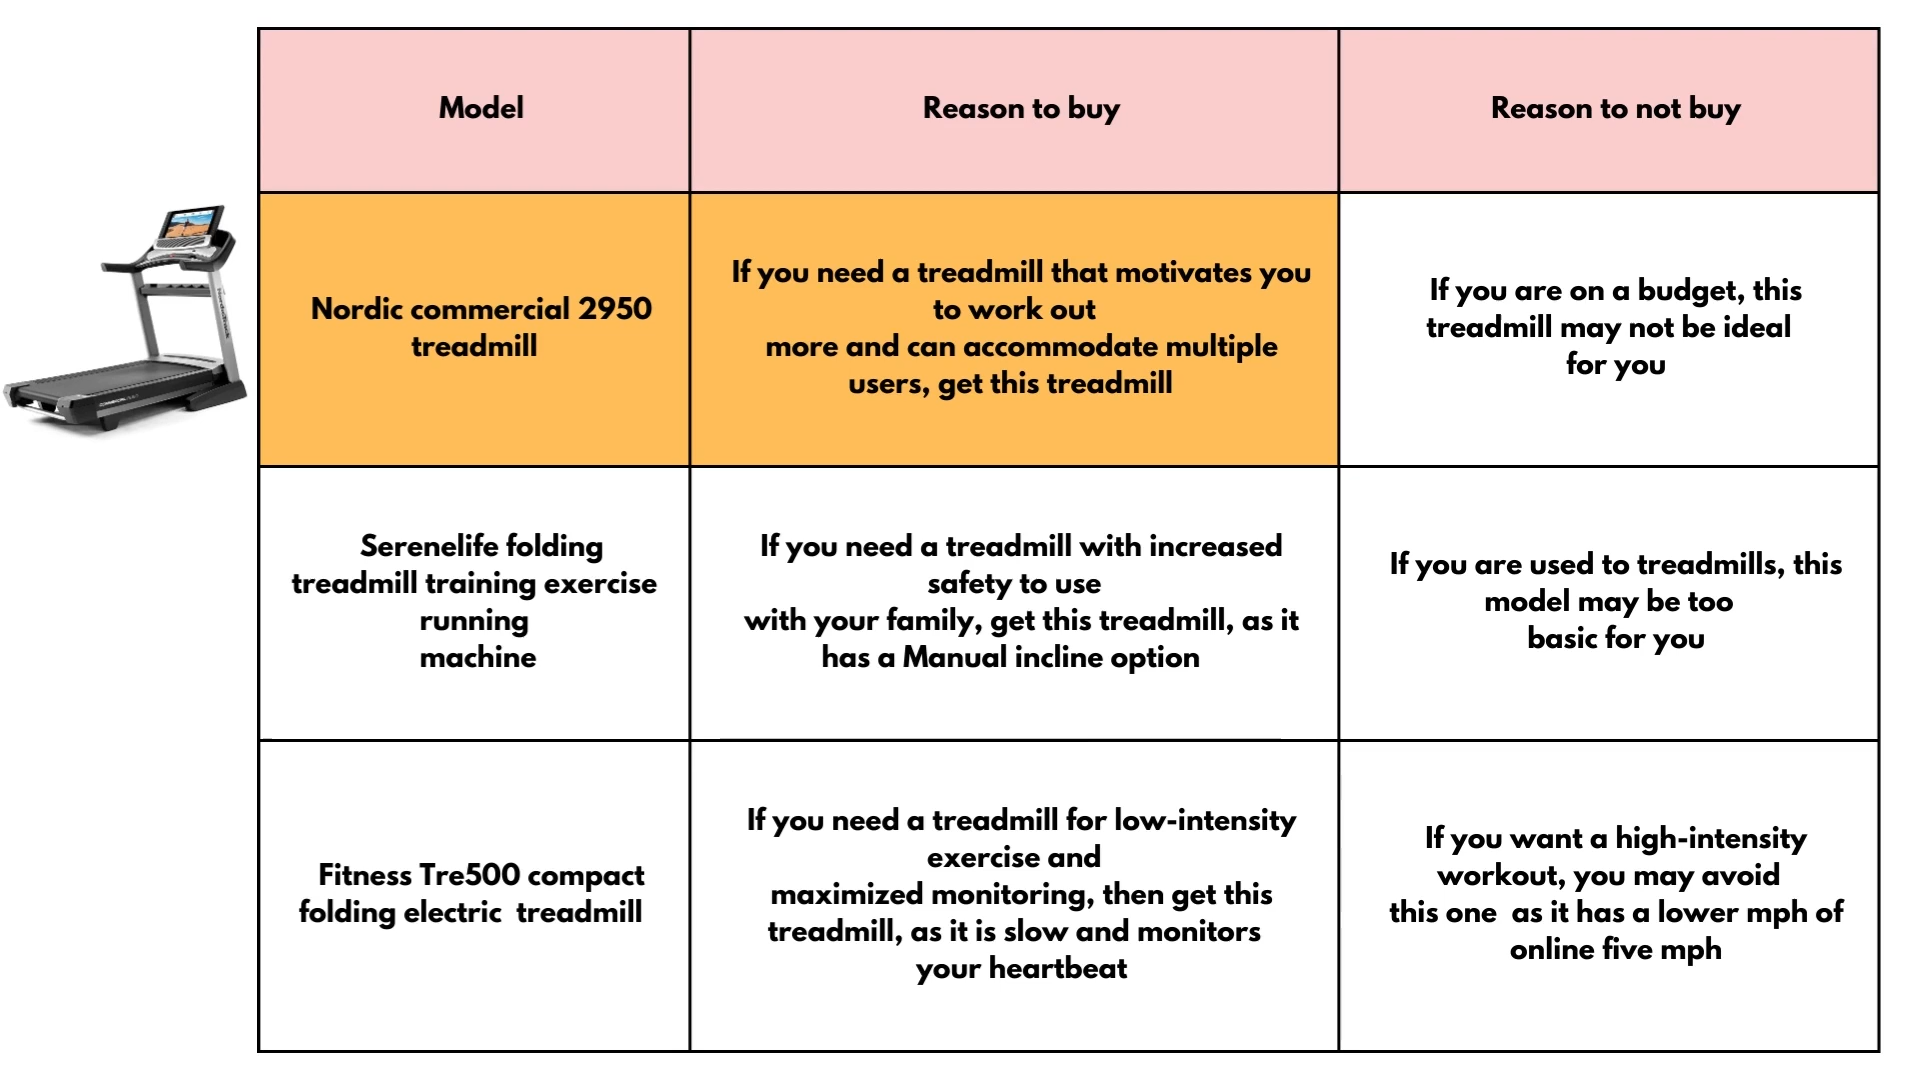 Model
Reason to buy
Reason to not buy
Nordic commercial 2950
treadmill
If you need a treadmill that motivates you
to work out
more and can accommodate multiple
users, get this treadmill
If you are on a budget, this
treadmill may not be ideal
for you
Serenelife folding
treadmill training exercise
running
machine
If you need a treadmill with increased
safety to use
with your family, get this treadmill, as it
has a Manual incline option
If you are used to treadmills, this
model may be too
basic for you
Fitness Tre500 compact
folding electric treadmill
If you need a treadmill for low-intensity
exercise and
maximized monitoring, then get this
treadmill, as it is slow and monitors
your heartbeat
If you want a high-intensity
workout, you may avoid
this one as it has a lower mph of
online five mph